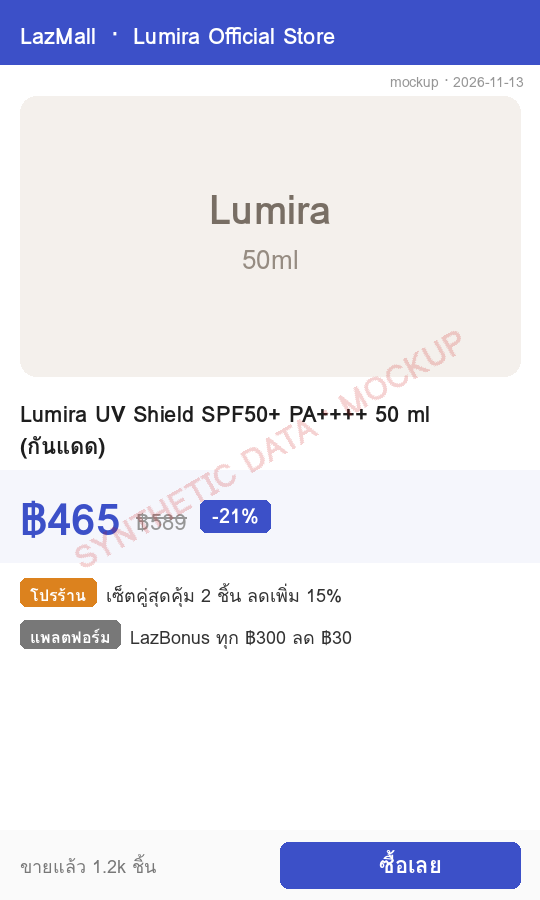 LazMall · Lumira Official Store
mockup · 2026-11-13
Lumira
50ml
Lumira UV Shield SPF50+ PA++++ 50 ml
(กันแดด)
฿465 ฿589 -21%
SYNTHETIC DATA · MOCKUP
โปรร้าน เซ็ตคู่สุดคุ้ม 2 ชิ้น ลดเพิ่ม 15%
แพลตฟอร์ม LazBonus ทุก ฿300 ลด ฿30
ขายแล้ว 1.2k ชิ้น ซื้อเลย